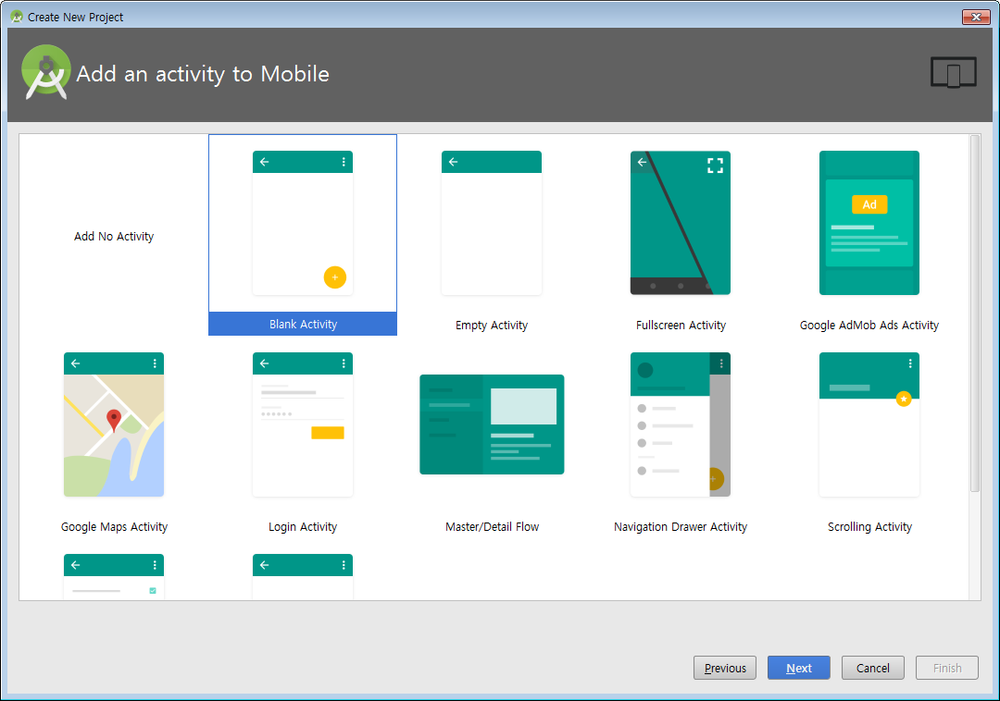 Create New Project
Add an activity to Mobile
Add No Activity
Blank Activity
Empty Activity
Fullscreen Activity
Ad
Google AdMob Ads Activity
Google Maps Activity
Login Activity
Master/Detail Flow
Navigation Drawer Activity
Scrolling Activity
Previous
Next
Cancel
Finish